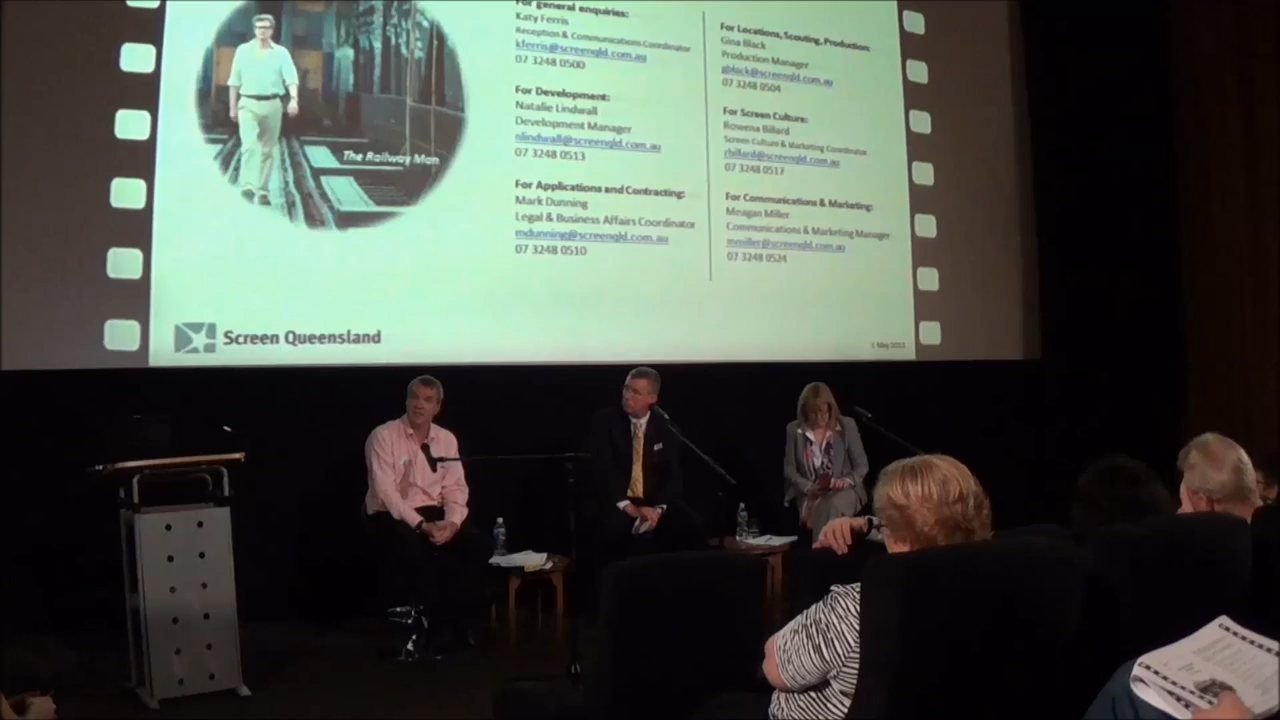 For general enquiries:
Katy Ferris
Reception & Communications Coordinator
kferris@screenqld.com.au
07 3248 0500
For Development:
Natalie Lindwall
Development Manager
nlindwall@screenqld.com.au
07 3248 0513
For Applications and Contracting:
Mark Dunning
Legal & Business Affairs Coordinator
mdunning@screenqld.com.au
07 3248 0510
For Locations, Scouting, Production:
Gina Black
Production Manager
gblack@screenqld.com.au
07 3248 0504
For Screen Culture:
Rowena Billard
Screen Culture & Marketing Coordinator
rbillard@screenqld.com.au
07 3248 0517
For Communications & Marketing:
Meagan Miller
Communications & Marketing Manager
mmiller@screenqld.com.au
07 3248 0524
The Railway Man
Screen Queensland
1 May 2013